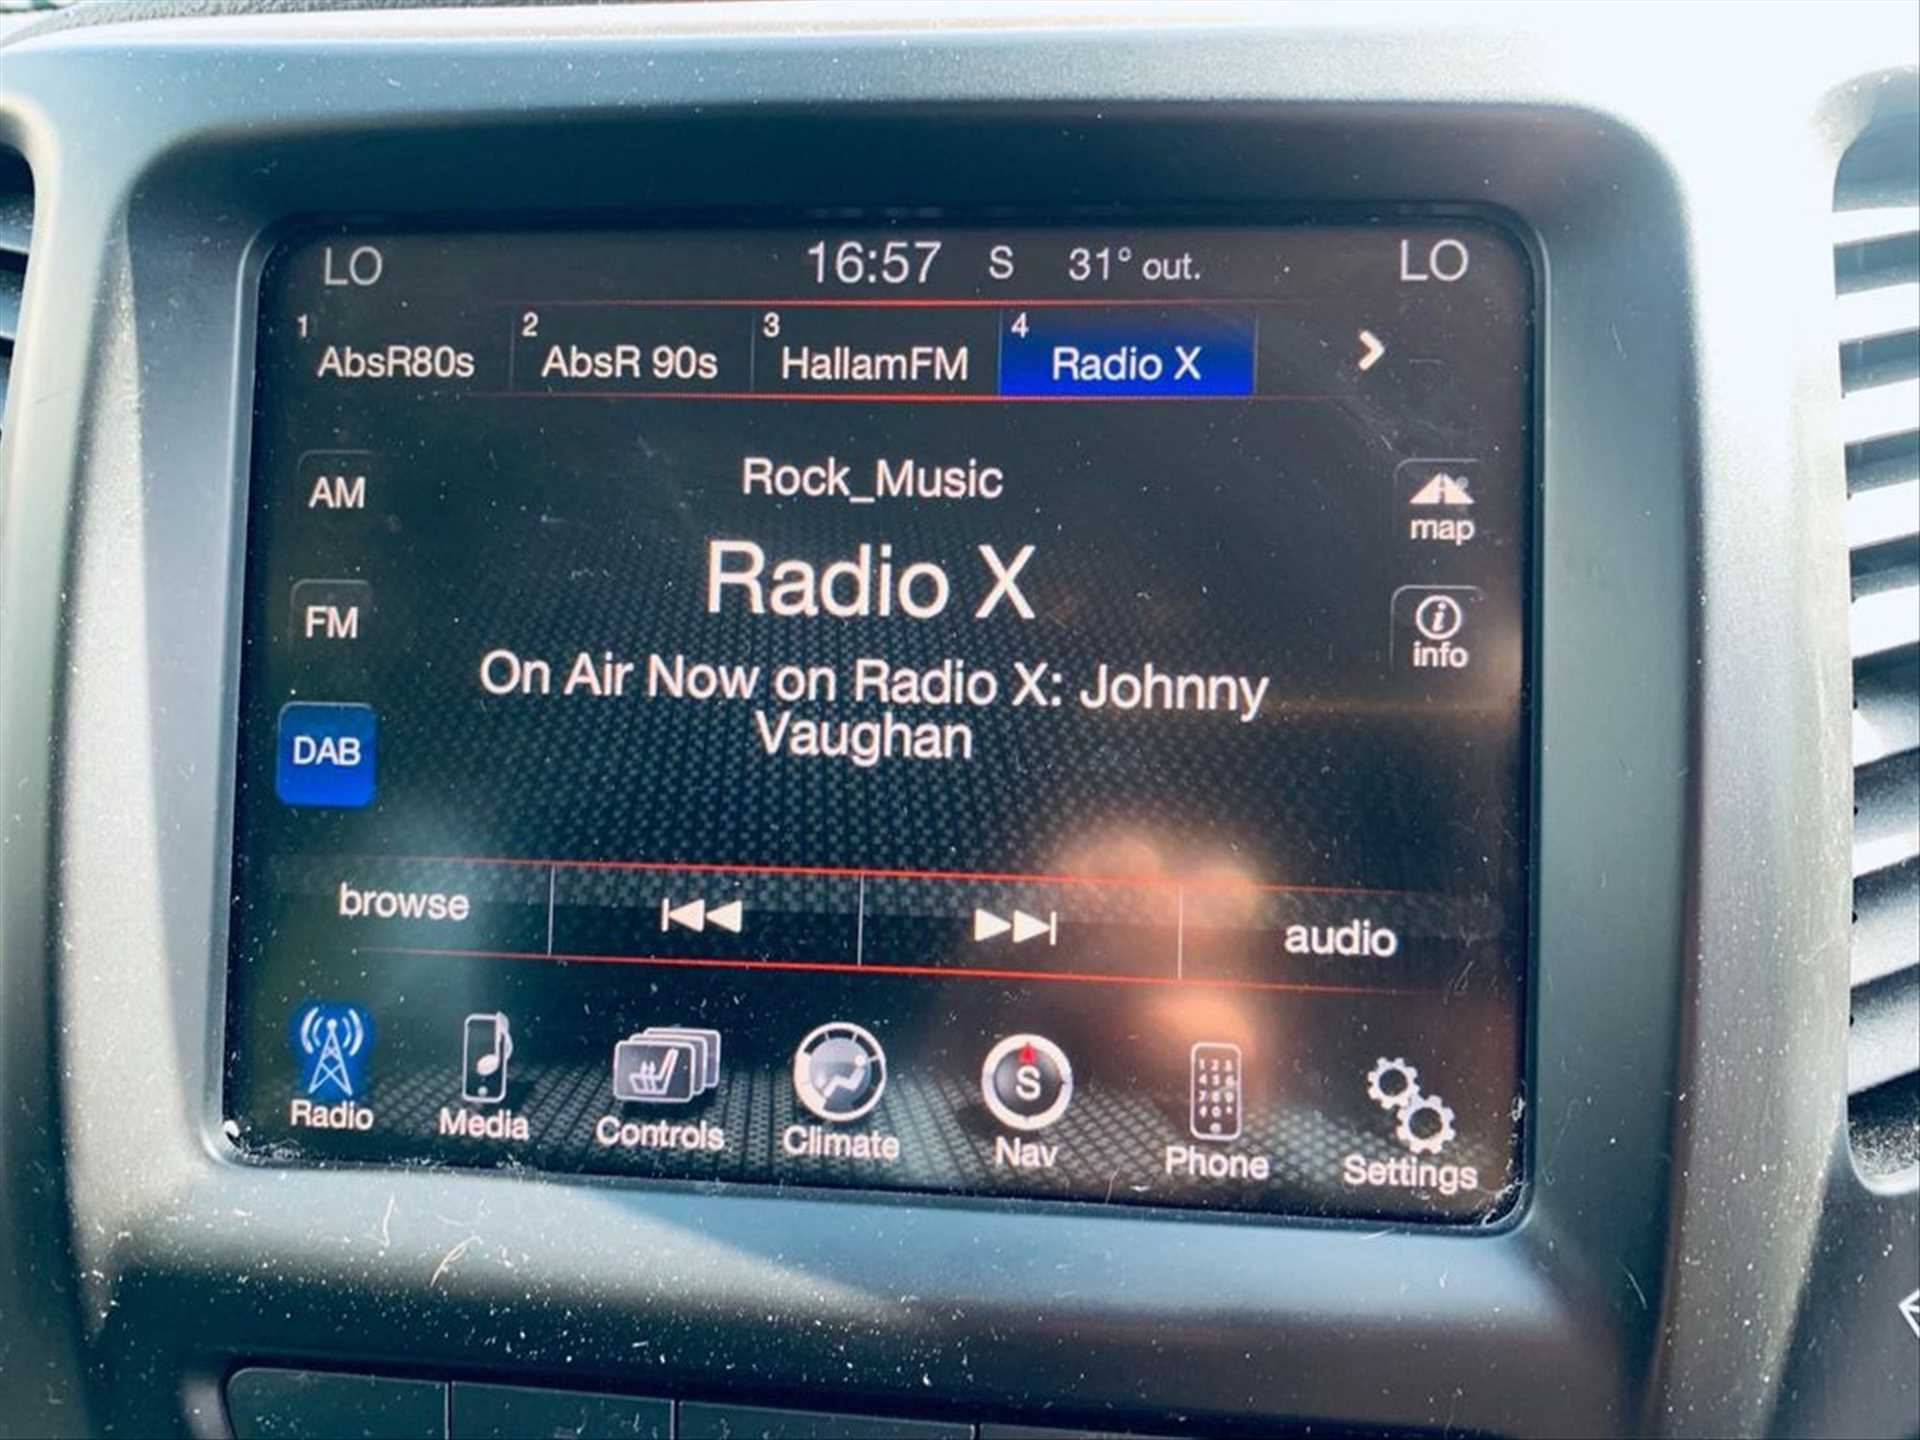 LO 16:57 S 31° out. LO
1 AbsR80s 2 AbsR 90s 3 HallamFM 4 Radio X
AM
FM
DAB
Rock_Music
Radio X
On Air Now on Radio X: Johnny
Vaughan
map
info
browse audio
Radio Media Controls Climate S Nav Phone Settings